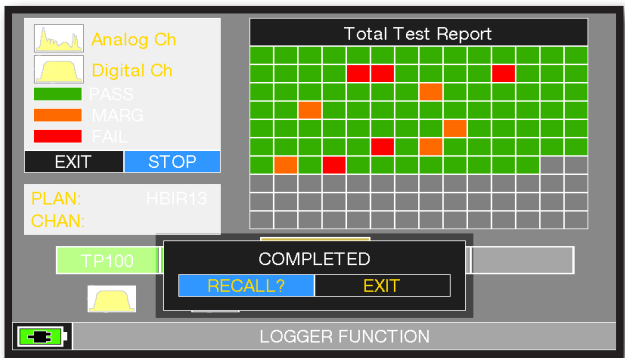 Analog Ch
Digital Ch
PASS
MARG
FAIL
EXIT
STOP
Total Test Report
PLAN: HBIR13
CHAN:
TP100
COMPLETED
RECALL?
EXIT
LOGGER FUNCTION